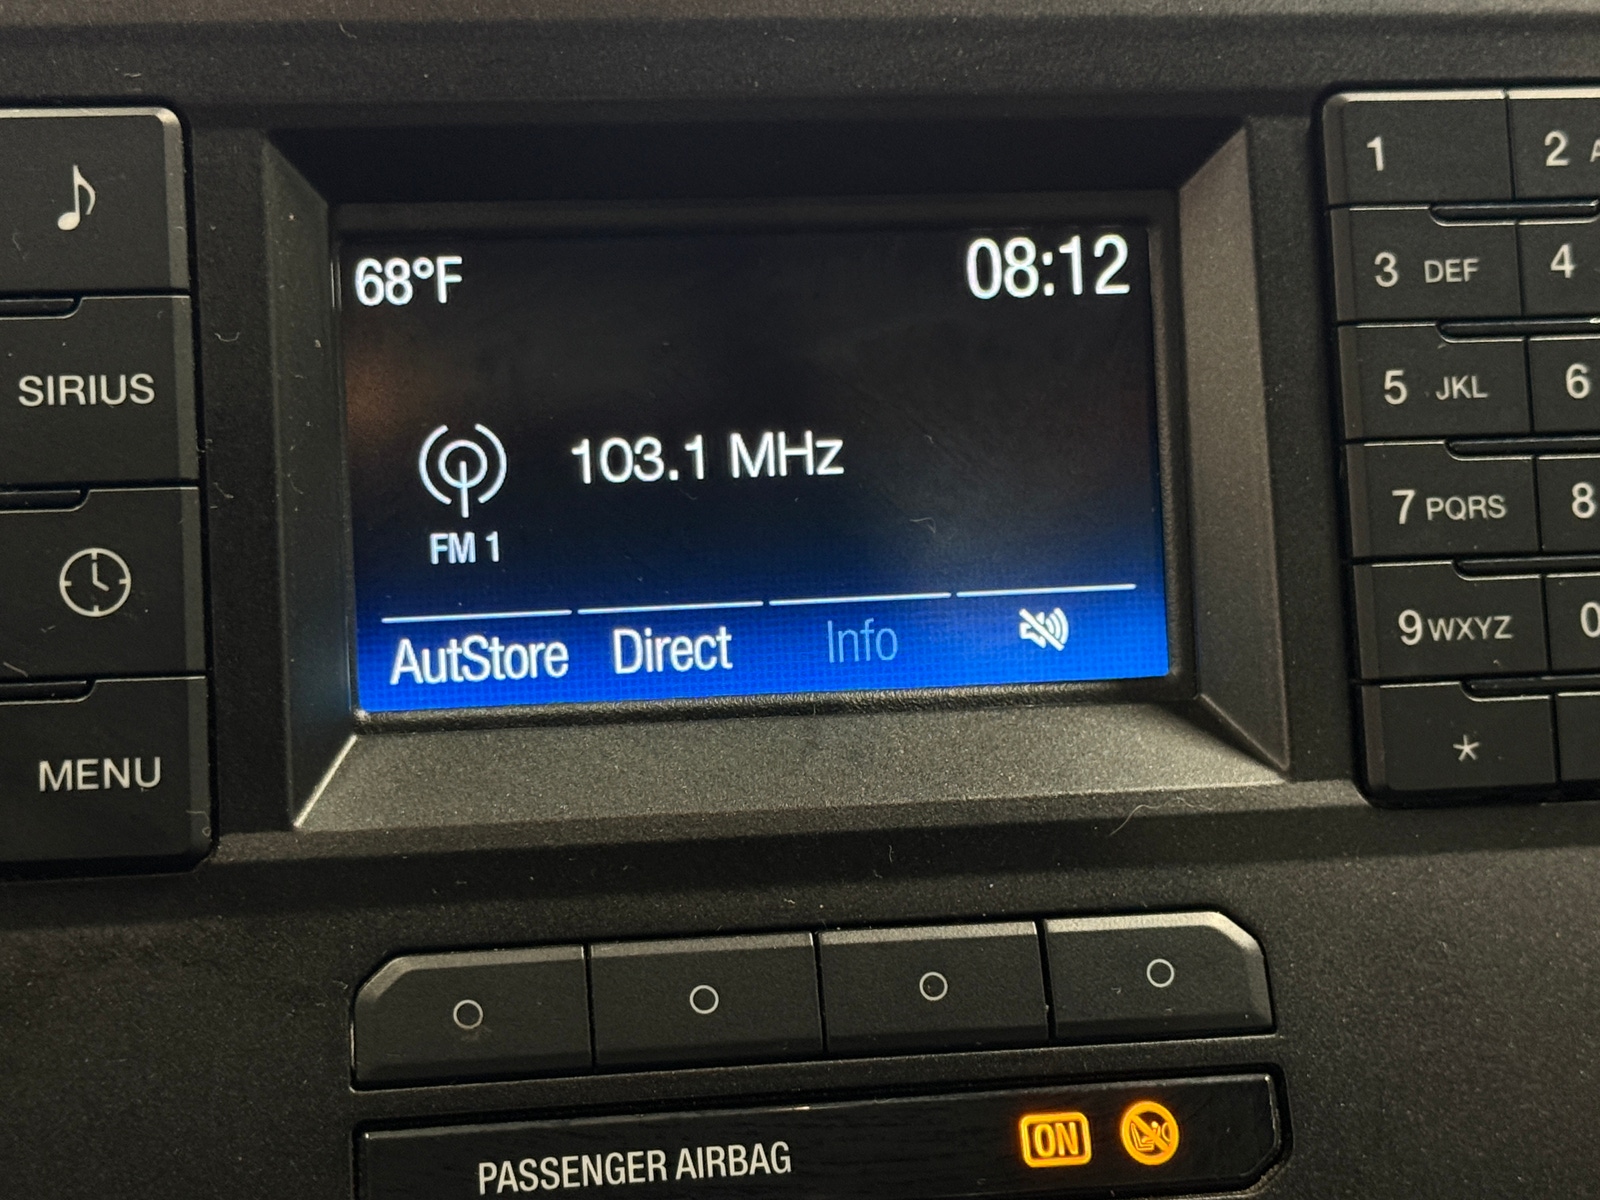 68°F
08:12
103.1 MHz
FM 1
AutStore Direct Info
SIRIUS
MENU
1
2
3 DEF
4
5 JKL
6
7 PQRS
8
9 WXYZ
0
*
PASSENGER AIRBAG
ON